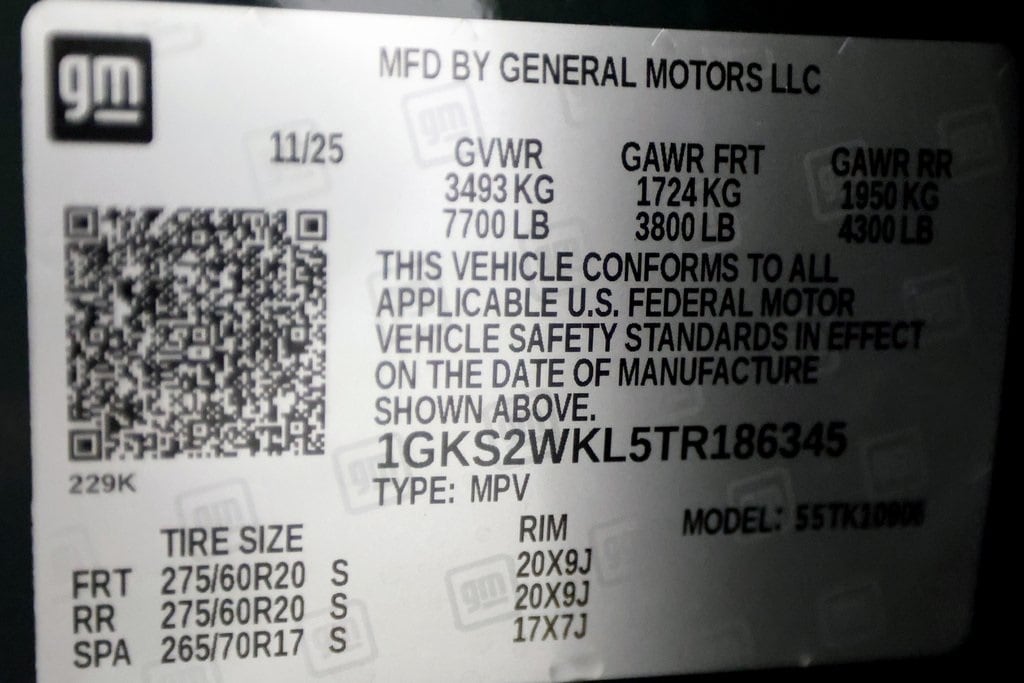 gm
MFD BY GENERAL MOTORS LLC
11/25 GVWR GAWR FRT GAWR RR
3493 KG 1724 KG 1950 KG
7700 LB 3800 LB 4300 LB
THIS VEHICLE CONFORMS TO ALL
APPLICABLE U.S. FEDERAL MOTOR
VEHICLE SAFETY STANDARDS IN EFFECT
ON THE DATE OF MANUFACTURE
SHOWN ABOVE.
1GKS2WKL5TR186345
229K
TYPE: MPV
MODEL:
TIRE SIZE RIM
FRT 275/60R20 S 20X9J
RR 275/60R20 S 20X9J
SPA 265/70R17 S 17X7J